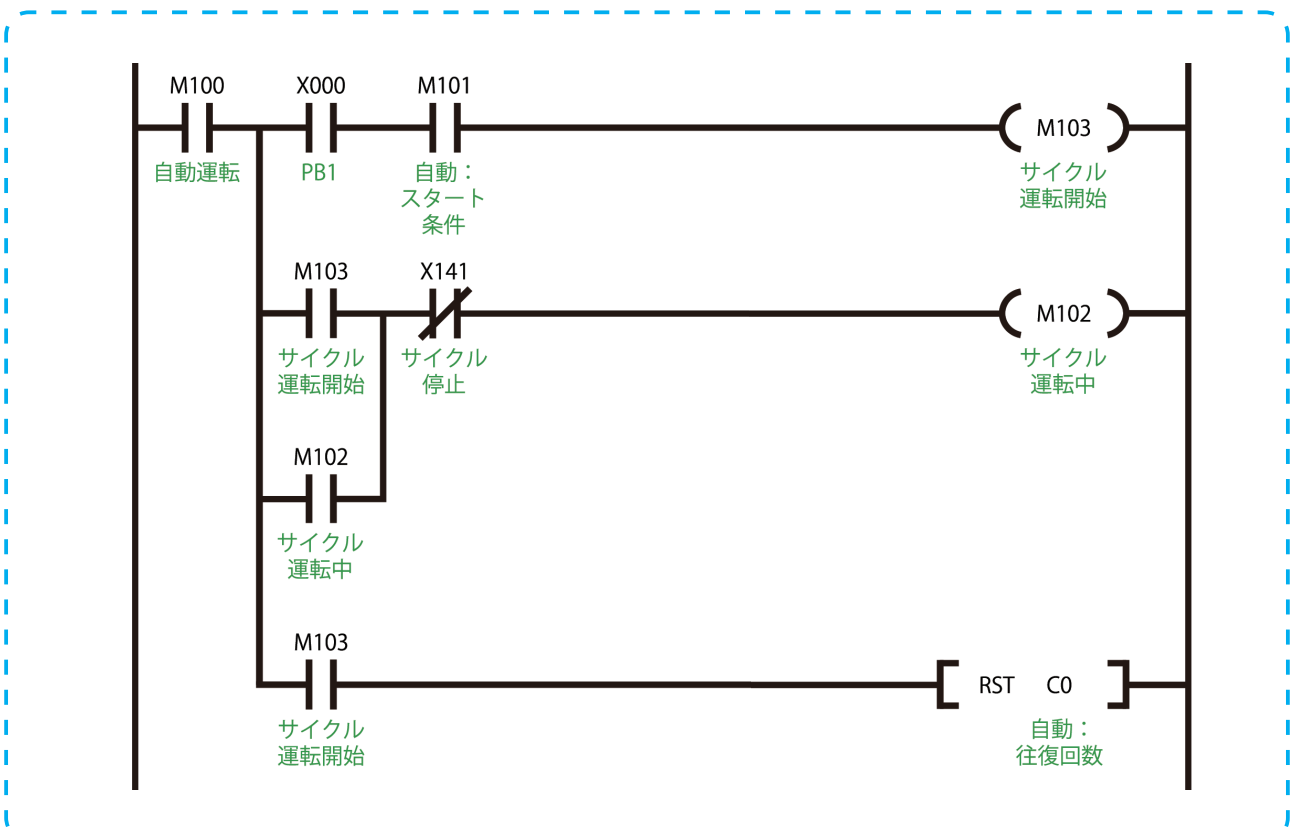 M100 X000 M101
M103
自動運転 PB1 自動：
スタート
条件
サイクル
運転開始
M103 X141
M102
サイクル
運転開始
サイクル
停止
サイクル
運転中
M102
サイクル
運転中
M103
RST C0
サイクル
運転開始
自動：
往復回数